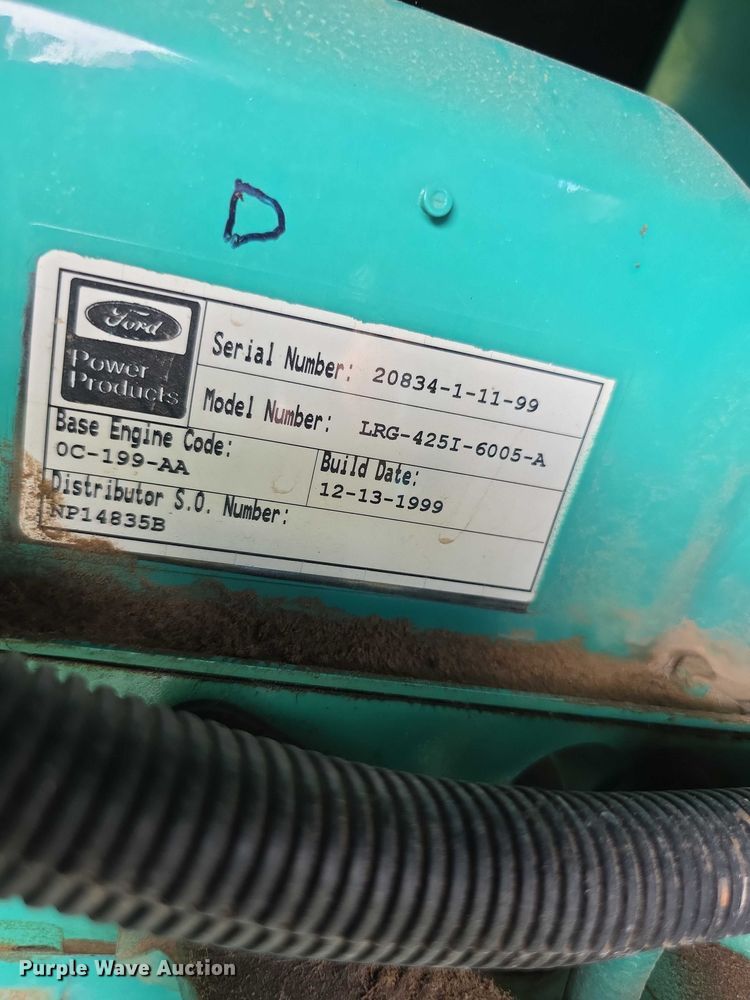 D
Ford
Power
Products
Serial Number: 20834-1-11-99
Model Number: LRG-425I-6005-A
Base Engine Code:
0C-199-AA
Build Date:
12-13-1999
Distributor S.O. Number:
NP14835B
Purple Wave Auction